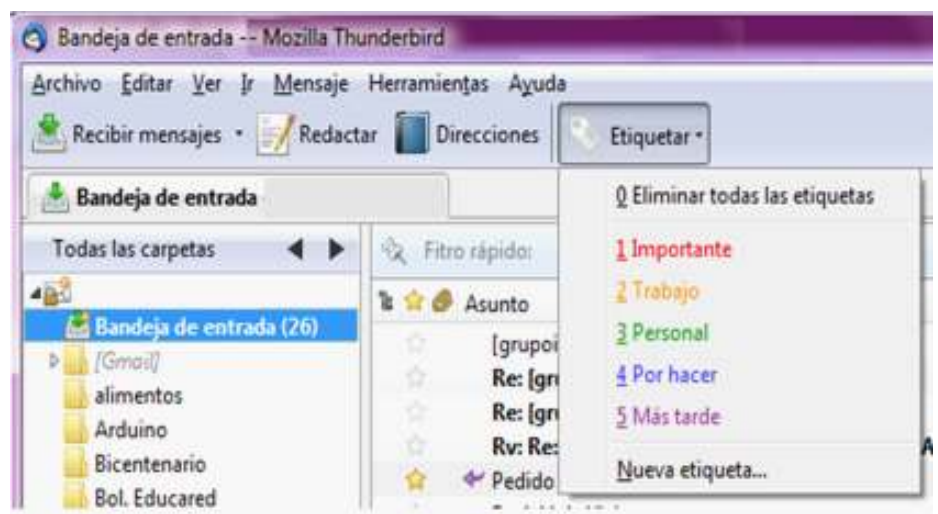 Bandeja de entrada -- Mozilla Thunderbird
Archivo Editar Ver Ir Mensaje Herramientas Ayuda
Recibir mensajes Redactar Direcciones Etiquetar
Bandeja de entrada
0 Eliminar todas las etiquetas
Todas las carpetas
Fitro rápido:
1 Importante
Asunto
2 Trabajo
Bandeja de entrada (26)
[grupoi
3 Personal
[Gmail]
Re: [gr
4 Por hacer
alimentos
Re: [gr
5 Más tarde
Arduino
Rv: Re:
A
Bicentenario
Pedido
Nueva etiqueta...
Bol. Educared